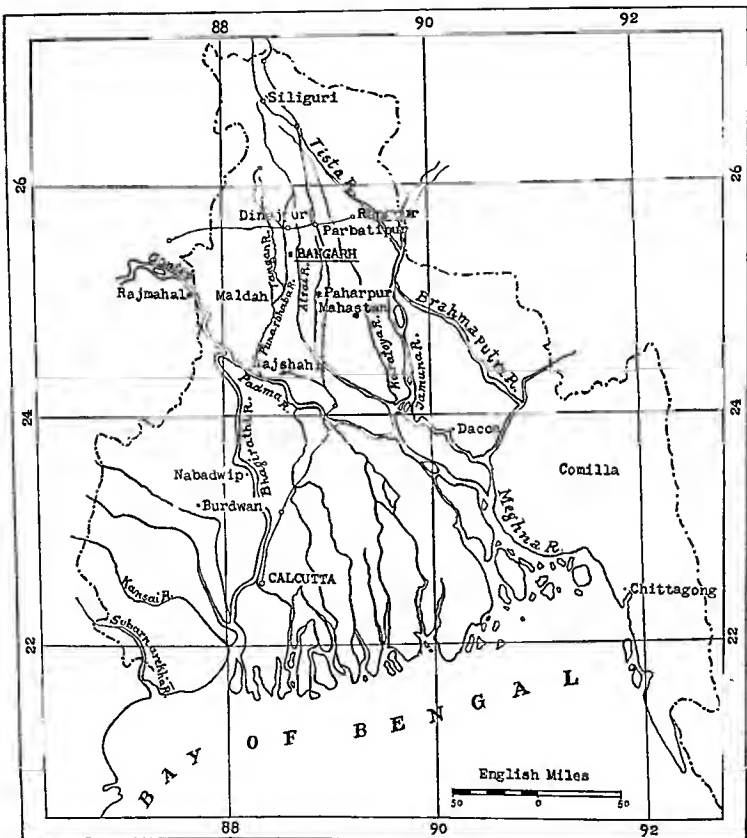 88 90 92
Siliguri
Tista R.
26 26
Dinajpur
Parbatipur
BANGARH
Tangan R.
Punarbhaba R.
Atrai R.
Rajmahal
Maldah
Paharpur
Mahastan
Karatoya R.
Jamuna R.
Brahmaputra R.
Rajshahi
Padma R.
24 24
Dacca
Bhagirathi R.
Nabadwip
Burdwan
Comilla
Meghna R.
CALCUTTA
Chittagong
Kansai R.
Subarnarekha R.
22 22
BAY OF BENGAL
English Miles
50 0 50
88 90 92